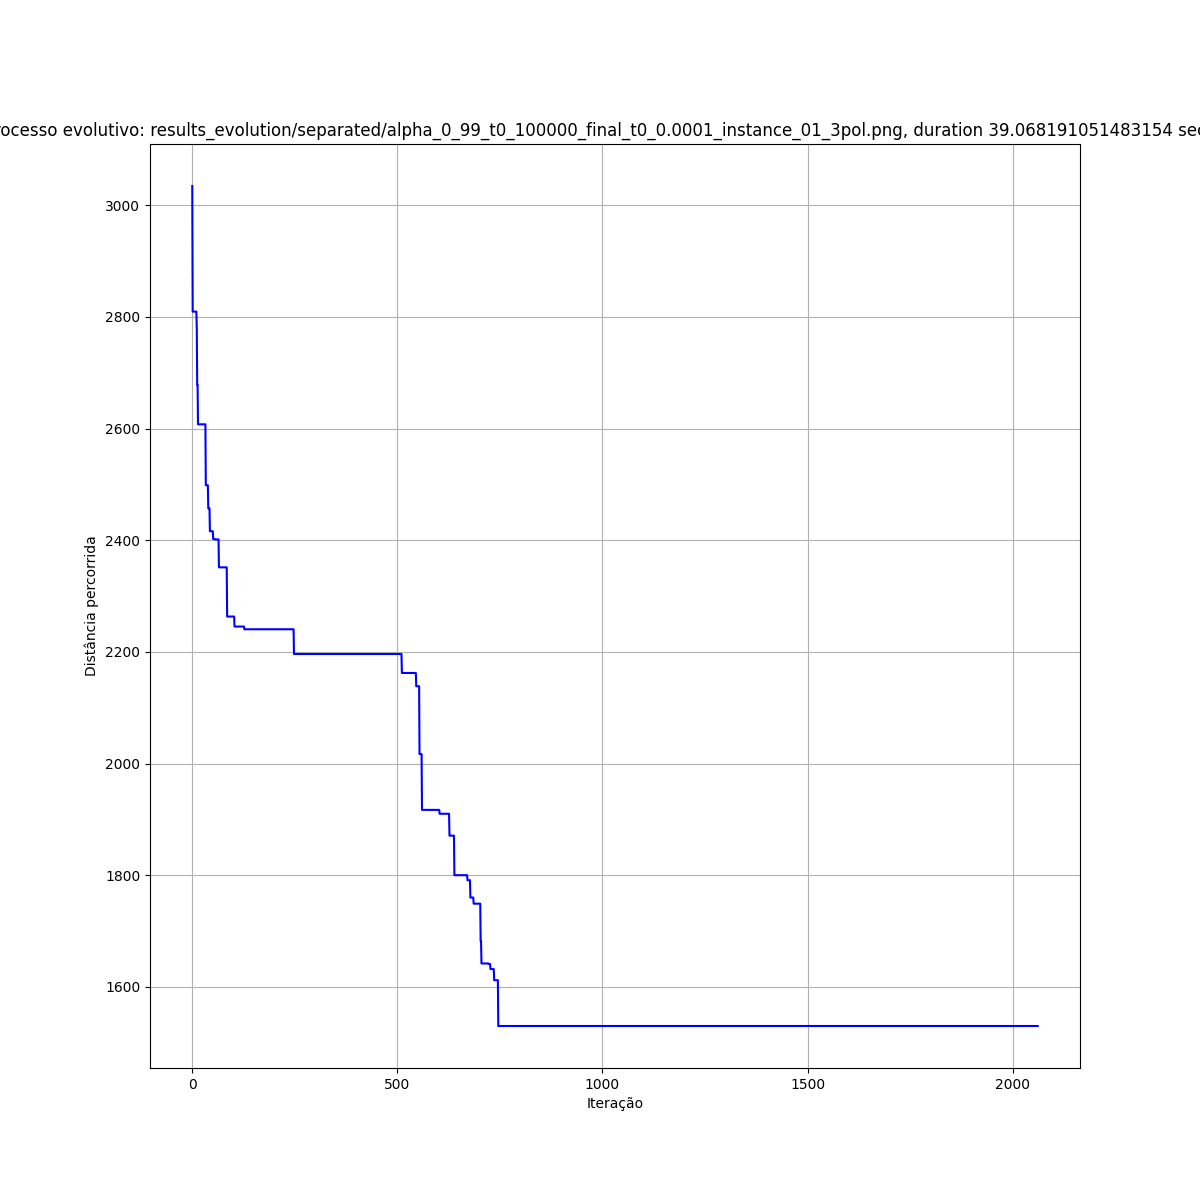 ocesso evolutivo: results_evolution/separated/alpha_0_99_t0_100000_final_t0_0.0001_instance_01_3pol.png, duration 39.068191051483154 sec
3000
2800
2600
2400
2200
2000
1800
1600
Distância percorrida
0 500 1000 1500 2000
Iteração